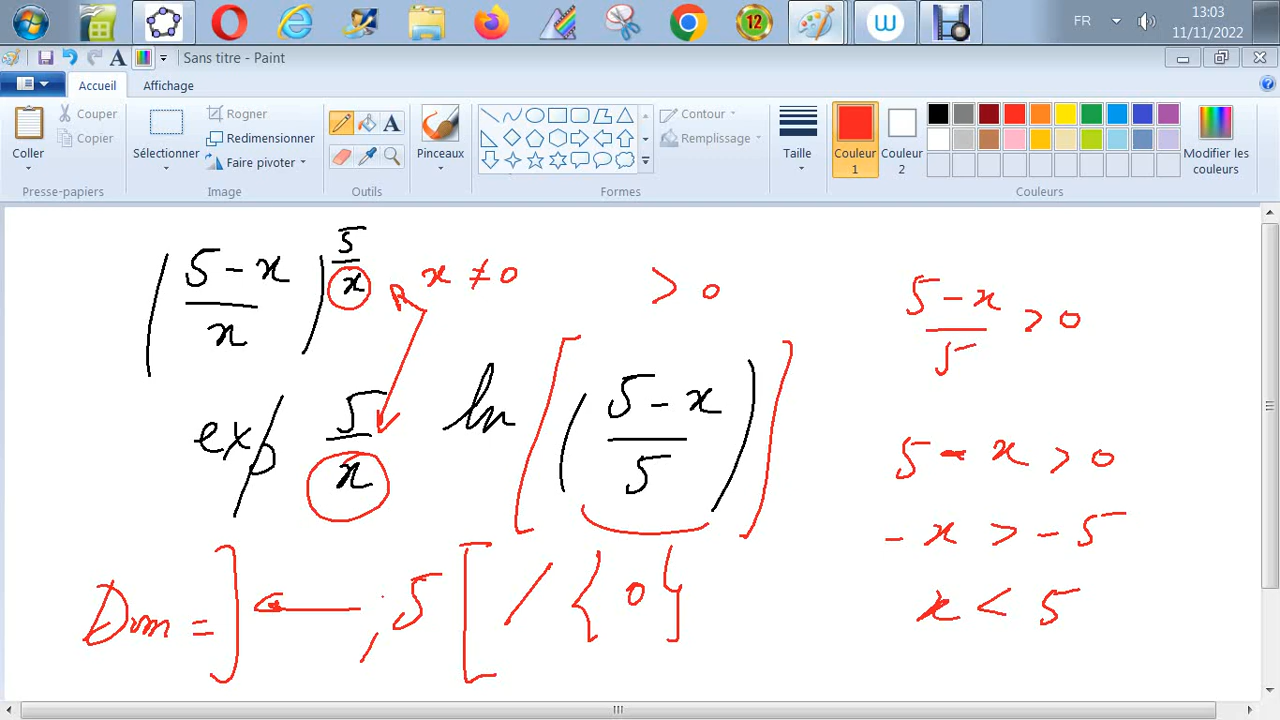 12
W
FR
13:03
11/11/2022
Sans titre - Paint
Accueil
Affichage
Coller
Couper
Copier
Presse-papiers
Sélectionner
Rogner
Redimensionner
Faire pivoter
Image
Outils
Pinceaux
Contour
Remplissage
Formes
Taille
Couleur 1
Couleur 2
Modifier les couleurs
Couleurs
(5-x/x)^5/x x ≠ 0
> 0
exp 5/x ln [(5-x/5)]
5-x/5 > 0
5 - x > 0
- x > - 5
x < 5
Dom = ] ← , 5 [ / { 0 }